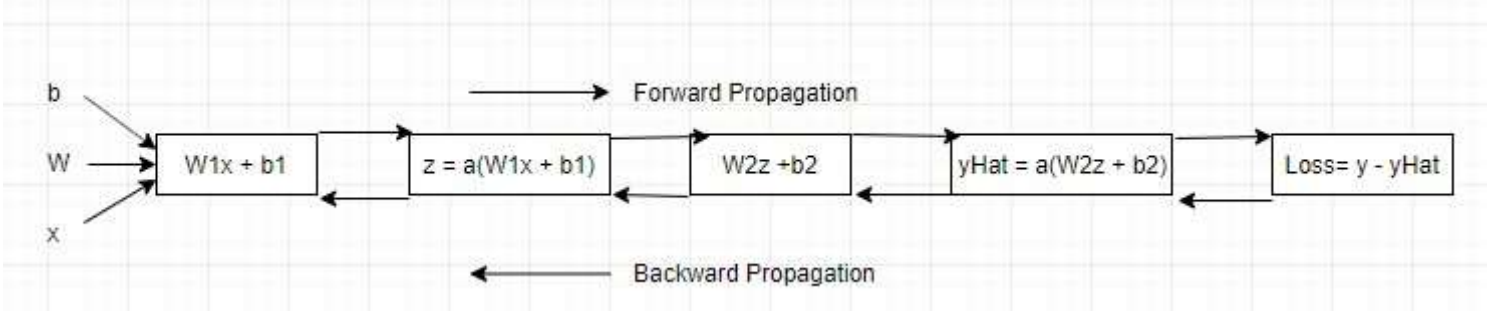 b
Forward Propagation
W
W1x + b1
z = a(W1x + b1)
W2z +b2
yHat = a(W2z + b2)
Loss= y - yHat
x
Backward Propagation